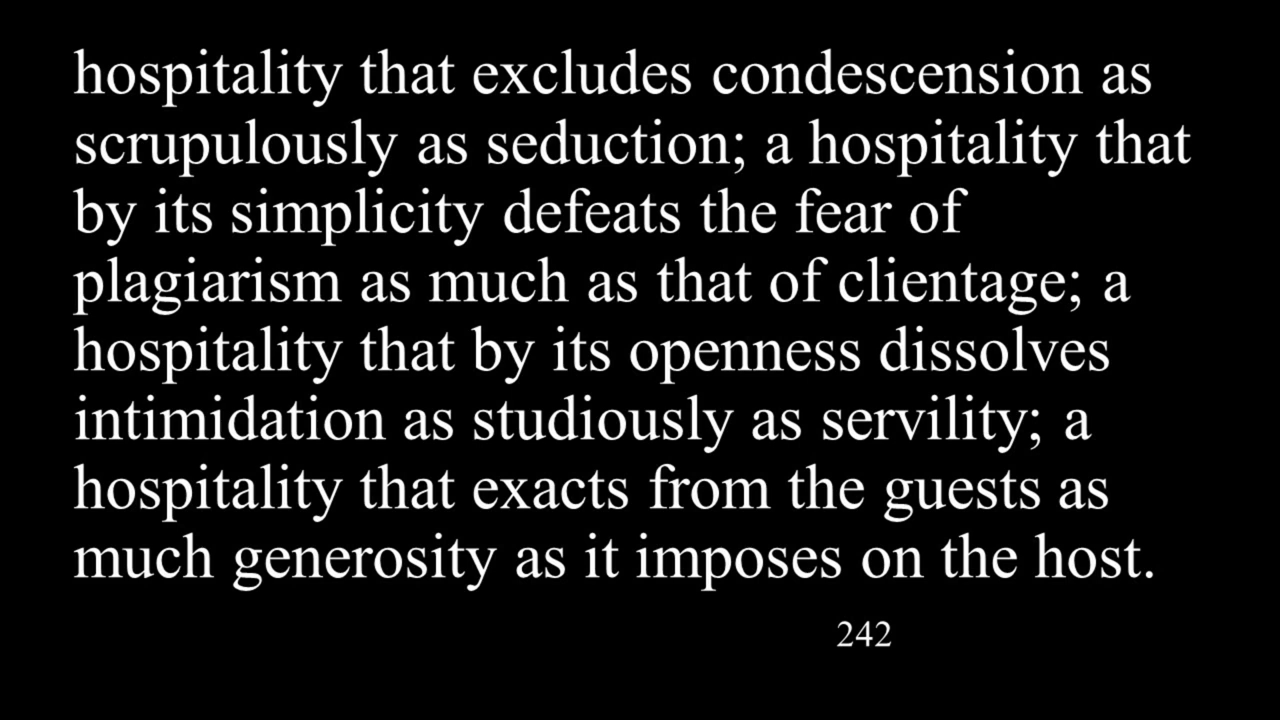 hospitality that excludes condescension as
scrupulously as seduction; a hospitality that
by its simplicity defeats the fear of
plagiarism as much as that of clientage; a
hospitality that by its openness dissolves
intimidation as studiously as servility; a
hospitality that exacts from the guests as
much generosity as it imposes on the host.
242